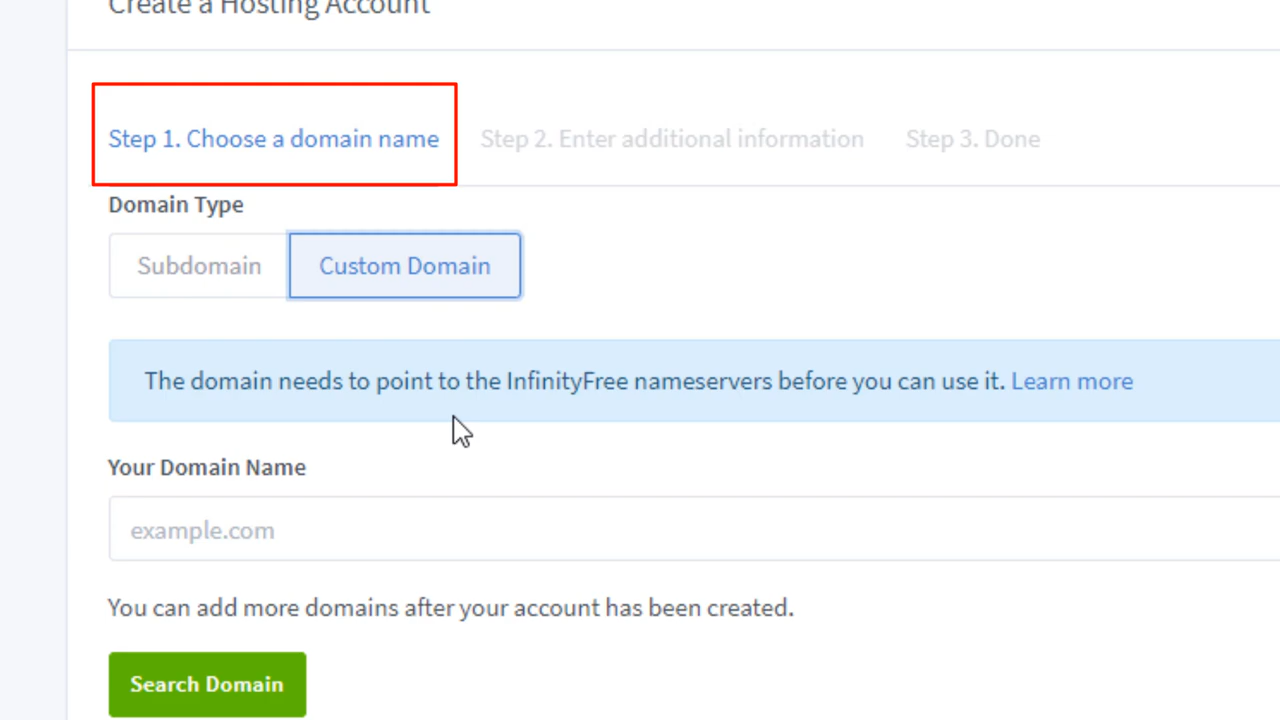 Create a Hosting Account
Step 1. Choose a domain name Step 2. Enter additional information Step 3. Done
Domain Type
Subdomain Custom Domain
The domain needs to point to the InfinityFree nameservers before you can use it. Learn more
Your Domain Name
example.com
You can add more domains after your account has been created.
Search Domain